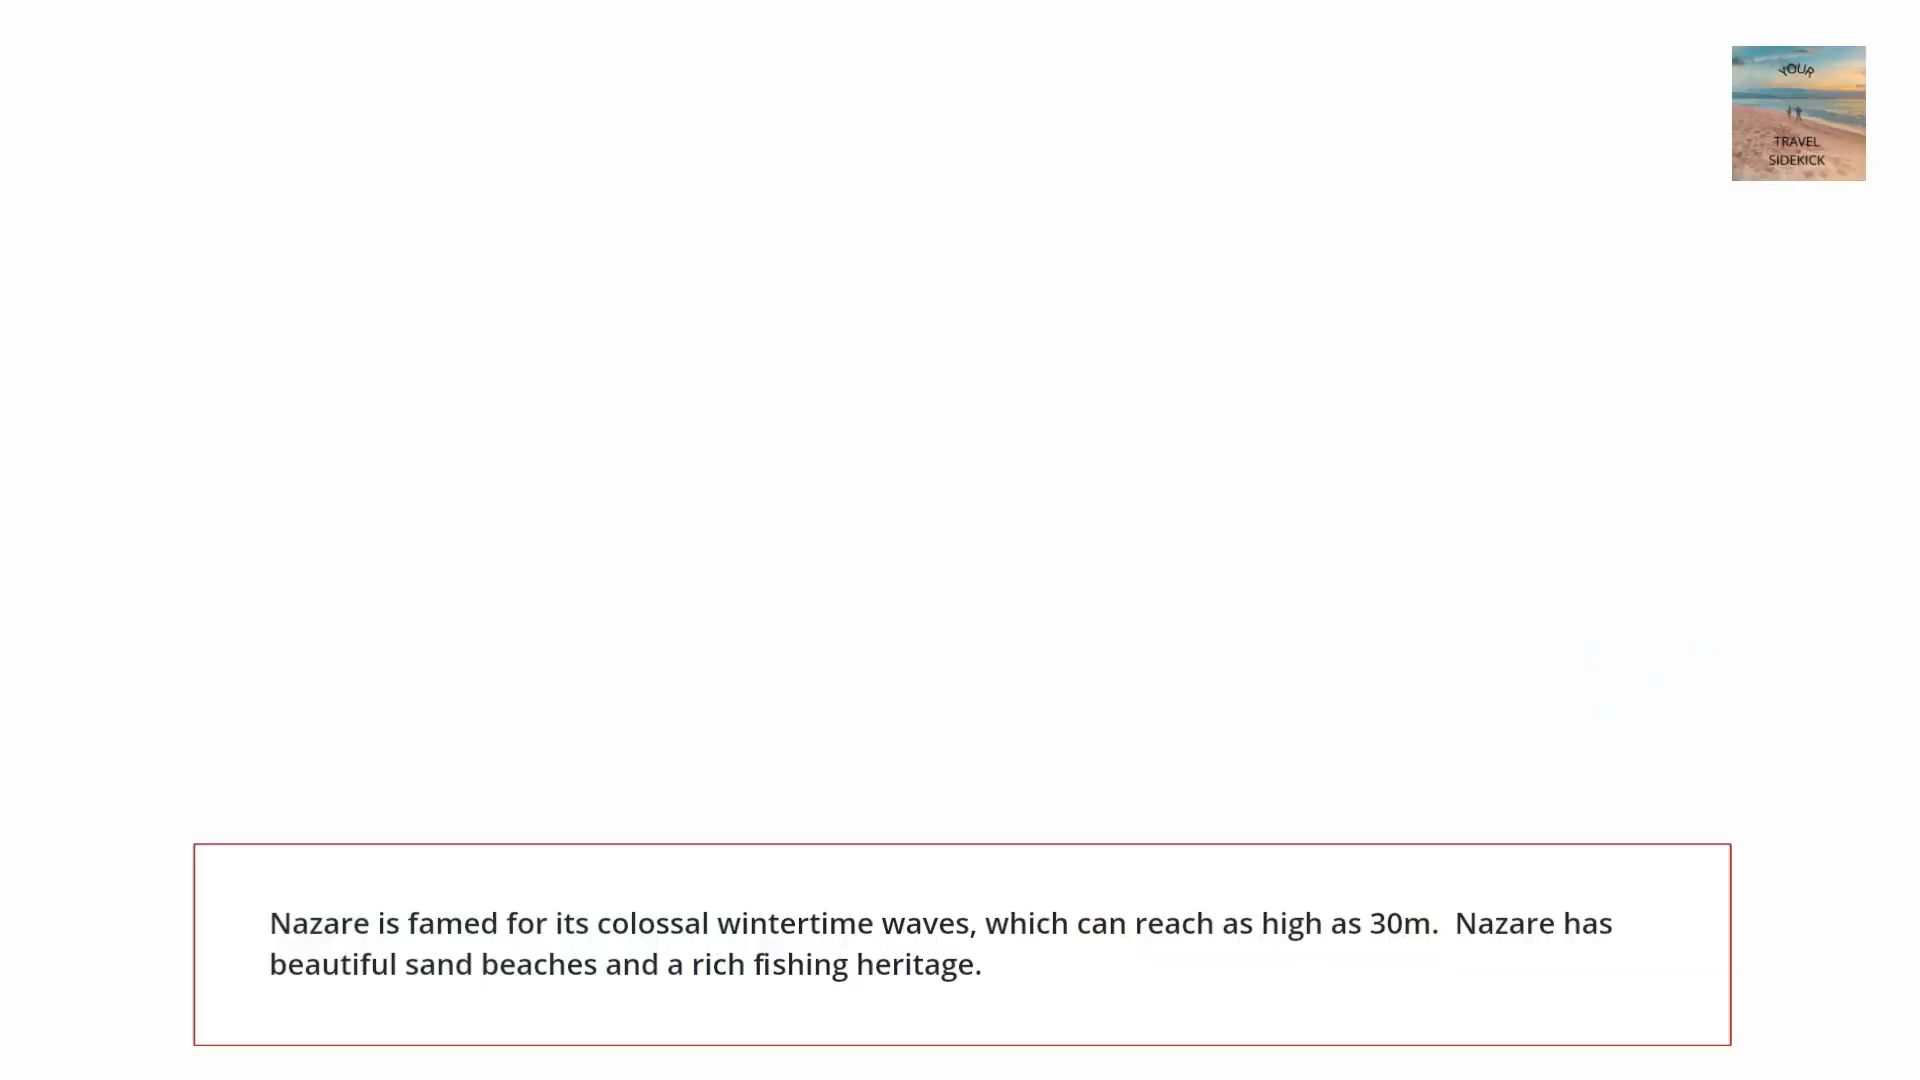 YOUR
TRAVEL
SIDEKICK
Nazare is famed for its colossal wintertime waves, which can reach as high as 30m.  Nazare has
beautiful sand beaches and a rich fishing heritage.